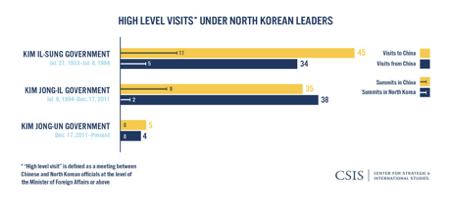 HIGH LEVEL VISITS* UNDER NORTH KOREAN LEADERS
KIM IL-SUNG GOVERNMENT
Jul. 27, 1953–Jul. 8, 1994
11
45
5
34
Visits to China
Visits from China
Summits in China
Summits in North Korea
KIM JONG-IL GOVERNMENT
Jul. 8, 1994–Dec. 17, 2011
9
35
2
38
KIM JONG-UN GOVERNMENT
Dec. 17, 2011–Present
0
5
0
4
* "High level visit" is defined as a meeting between
Chinese and North Korean officials at the level of
the Minister of Foreign Affairs or above
CSIS
CENTER FOR STRATEGIC &
INTERNATIONAL STUDIES